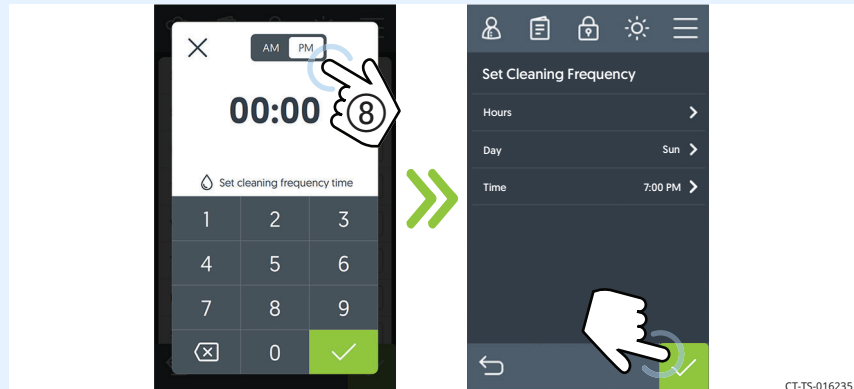 AM PM
00:00
8
Set cleaning frequency time
1 2 3
4 5 6
7 8 9
0
Set Cleaning Frequency
Hours
Day Sun
Time 7:00 PM
CT-TS-016235